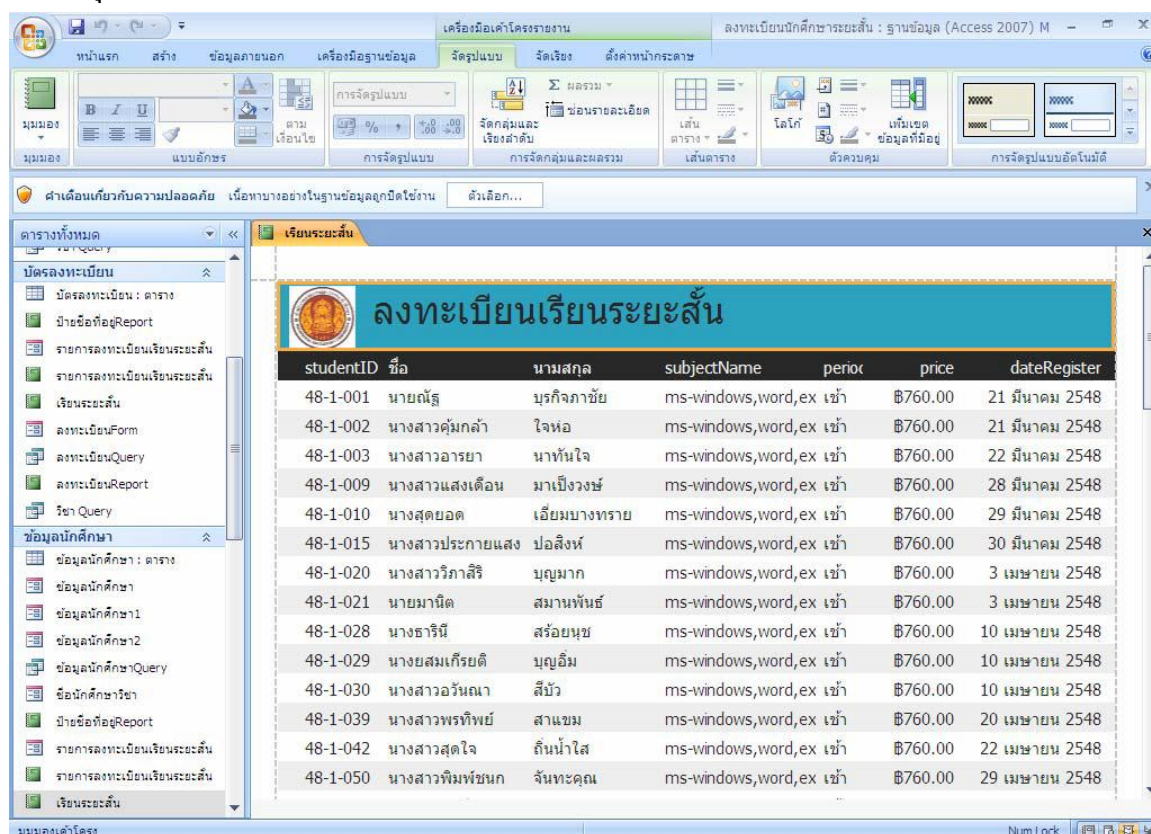 เครื่องมือเค้าโครงรายงาน
ลงทะเบียนนักศึกษาระยะสั้น : ฐานข้อมูล (Access 2007) M
หน้าแรก สร้าง ข้อมูลภายนอก เครื่องมือฐานข้อมูล จัดรูปแบบ จัดเรียง ตั้งค่าหน้ากระดาษ
มุมมอง
B I U
ตามเงื่อนไข
การจัดรูปแบบ
% , .00 .00
จัดกลุ่มและเรียงลำดับ
Σ ผลรวม
ซ่อนรายละเอียด
เส้นตาราง
โลโก้
เพิ่มเขตข้อมูลที่มีอยู่
xxxxx xxxxx
xxxxx xxxxx
มุมมอง แบบอักษร การจัดรูปแบบ การจัดกลุ่มและผลรวม เส้นตาราง ตัวควบคุม การจัดรูปแบบอัตโนมัติ
คำเตือนเกี่ยวกับความปลอดภัย เนื้อหาบางอย่างในฐานข้อมูลถูกปิดใช้งาน ตัวเลือก...
ตารางทั้งหมด
บัตรลงทะเบียน
บัตรลงทะเบียน : ตาราง
ป้ายชื่อที่อยู่Report
รายการลงทะเบียนเรียนระยะสั้น
รายการลงทะเบียนเรียนระยะสั้น
เรียนระยะสั้น
ลงทะเบียนForm
ลงทะเบียนQuery
ลงทะเบียนReport
วิชา Query
ข้อมูลนักศึกษา
ข้อมูลนักศึกษา : ตาราง
ข้อมูลนักศึกษา
ข้อมูลนักศึกษา1
ข้อมูลนักศึกษา2
ข้อมูลนักศึกษาQuery
ชื่อนักศึกษาวิชา
ป้ายชื่อที่อยู่Report
รายการลงทะเบียนเรียนระยะสั้น
รายการลงทะเบียนเรียนระยะสั้น
เรียนระยะสั้น
เรียนระยะสั้น
ลงทะเบียนเรียนระยะสั้น
studentID ชื่อ นามสกุล subjectName perioc price dateRegister
48-1-001 นายณัฐ บุรกิจภาชัย ms-windows,word,ex เช้า ฿760.00 21 มีนาคม 2548
48-1-002 นางสาวคุ้มกล้า ใจหอ ms-windows,word,ex เช้า ฿760.00 21 มีนาคม 2548
48-1-003 นางสาวอารยา นาทันใจ ms-windows,word,ex เช้า ฿760.00 22 มีนาคม 2548
48-1-009 นางสาวแสงเดือน มาเป็งวงษ์ ms-windows,word,ex เช้า ฿760.00 28 มีนาคม 2548
48-1-010 นางสุดยอด เอี่ยมบางทราย ms-windows,word,ex เช้า ฿760.00 29 มีนาคม 2548
48-1-015 นางสาวประกายแสง ปอสิงห์ ms-windows,word,ex เช้า ฿760.00 30 มีนาคม 2548
48-1-020 นางสาววิภาสิริ บุญมาก ms-windows,word,ex เช้า ฿760.00 3 เมษายน 2548
48-1-021 นายมานิต สมานพันธ์ ms-windows,word,ex เช้า ฿760.00 3 เมษายน 2548
48-1-028 นางธารินี สร้อยนุช ms-windows,word,ex เช้า ฿760.00 10 เมษายน 2548
48-1-029 นางยสมเกียรติ บุญอิ่ม ms-windows,word,ex เช้า ฿760.00 10 เมษายน 2548
48-1-030 นางสาวอวันณา สีบัว ms-windows,word,ex เช้า ฿760.00 10 เมษายน 2548
48-1-039 นางสาวพรทิพย์ สาแขม ms-windows,word,ex เช้า ฿760.00 20 เมษายน 2548
48-1-042 นางสาวสุดใจ ถิ่นน้ำใส ms-windows,word,ex เช้า ฿760.00 22 เมษายน 2548
48-1-050 นางสาวพิมพ์ชนก จันทะคุณ ms-windows,word,ex เช้า ฿760.00 29 เมษายน 2548
มุมมองเค้าโครง
Num Lock